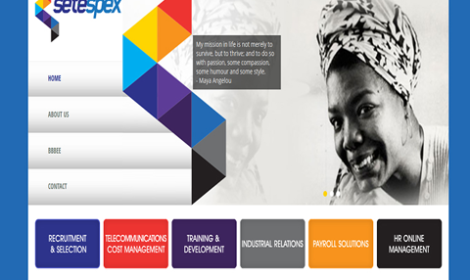 setespex
My mission in life is not merely to
survive, but to thrive; and to do so
with passion, some compassion,
some humour and some style.
- Maya Angelou
HOME
ABOUT US
BBBEE
CONTACT
RECRUITMENT
& SELECTION
TELECOMMUNICATIONS
COST MANAGEMENT
TRAINING &
DEVELOPMENT
INDUSTRIAL RELATIONS
PAYROLL SOLUTIONS
HR ONLINE
MANAGEMENT